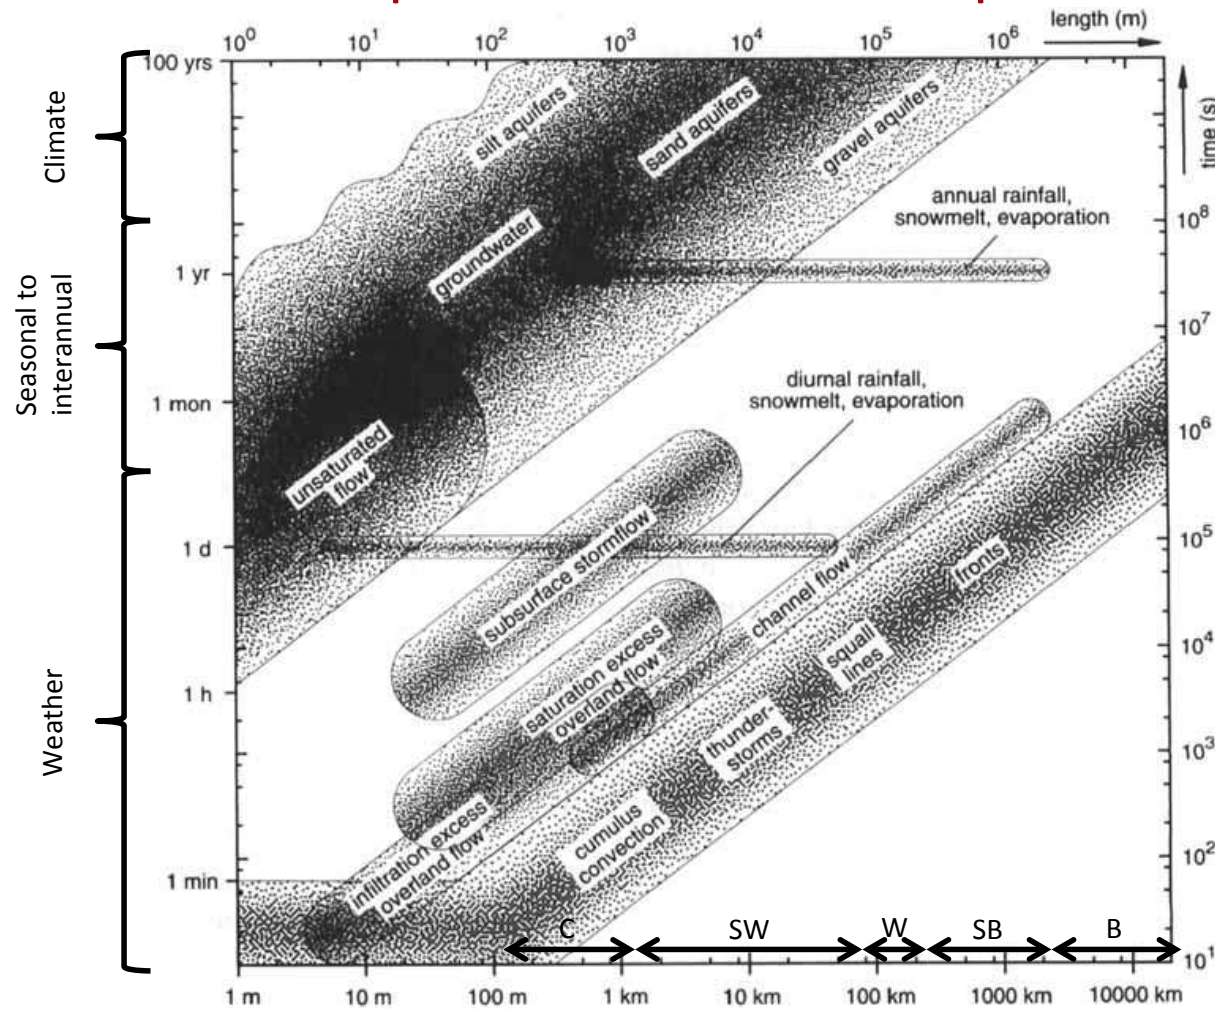 length (m)
10⁰ 10¹ 10² 10³ 10⁴ 10⁵ 10⁶
100 yrs
1 yr
1 mon
1 d
1 h
1 min
Climate
Seasonal to
interannual
Weather
silt aquifers
sand aquifers
gravel aquifers
groundwater
annual rainfall,
snowmelt, evaporation
unsaturated
flow
diurnal rainfall,
snowmelt, evaporation
subsurface stormflow
channel flow
saturation excess
overland flow
infiltration excess
overland flow
fronts
squall
lines
thunder-
storms
cumulus
convection
time (s)
10⁸
10⁷
10⁶
10⁵
10⁴
10³
10²
10¹
C SW W SB B
1 m 10 m 100 m 1 km 10 km 100 km 1000 km 10000 km